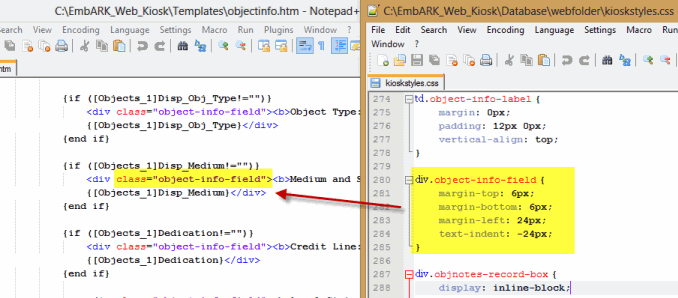 C:\EmbARK_Web_Kiosk\Templates\objectinfo.htm - Notepad+
Search View Encoding Language Settings Macro Run Plugins Window ?
htm
{if ([Objects_1]Disp_Obj_Type!="")}
<div class="object-info-field"><b>Object Type:
{[Objects_1]Disp_Obj_Type}</div>
{end if}
{if ([Objects_1]Disp_Medium!="")}
<div class="object-info-field"><b>Medium and S
{[Objects_1]Disp_Medium}</div>
{end if}
{if ([Objects_1]Dedication!="")}
<div class="object-info-field"><b>Credit Line:
{[Objects_1]Dedication}</div>
{end if}
C:\EmbARK_Web_Kiosk\Database\webfolder\kioskstyles.css
File Edit Search View Encoding Language Settings Macro Run
Window ?
kioskstyles.css
274 td.object-info-label {
275 margin: 0px;
276 padding: 12px 0px;
277 vertical-align: top;
278 }
279
280 div.object-info-field {
281 margin-top: 6px;
282 margin-bottom: 6px;
283 margin-left: 24px;
284 text-indent: -24px;
285 }
286
287 div.objnotes-record-box {
288 display: inline-block;